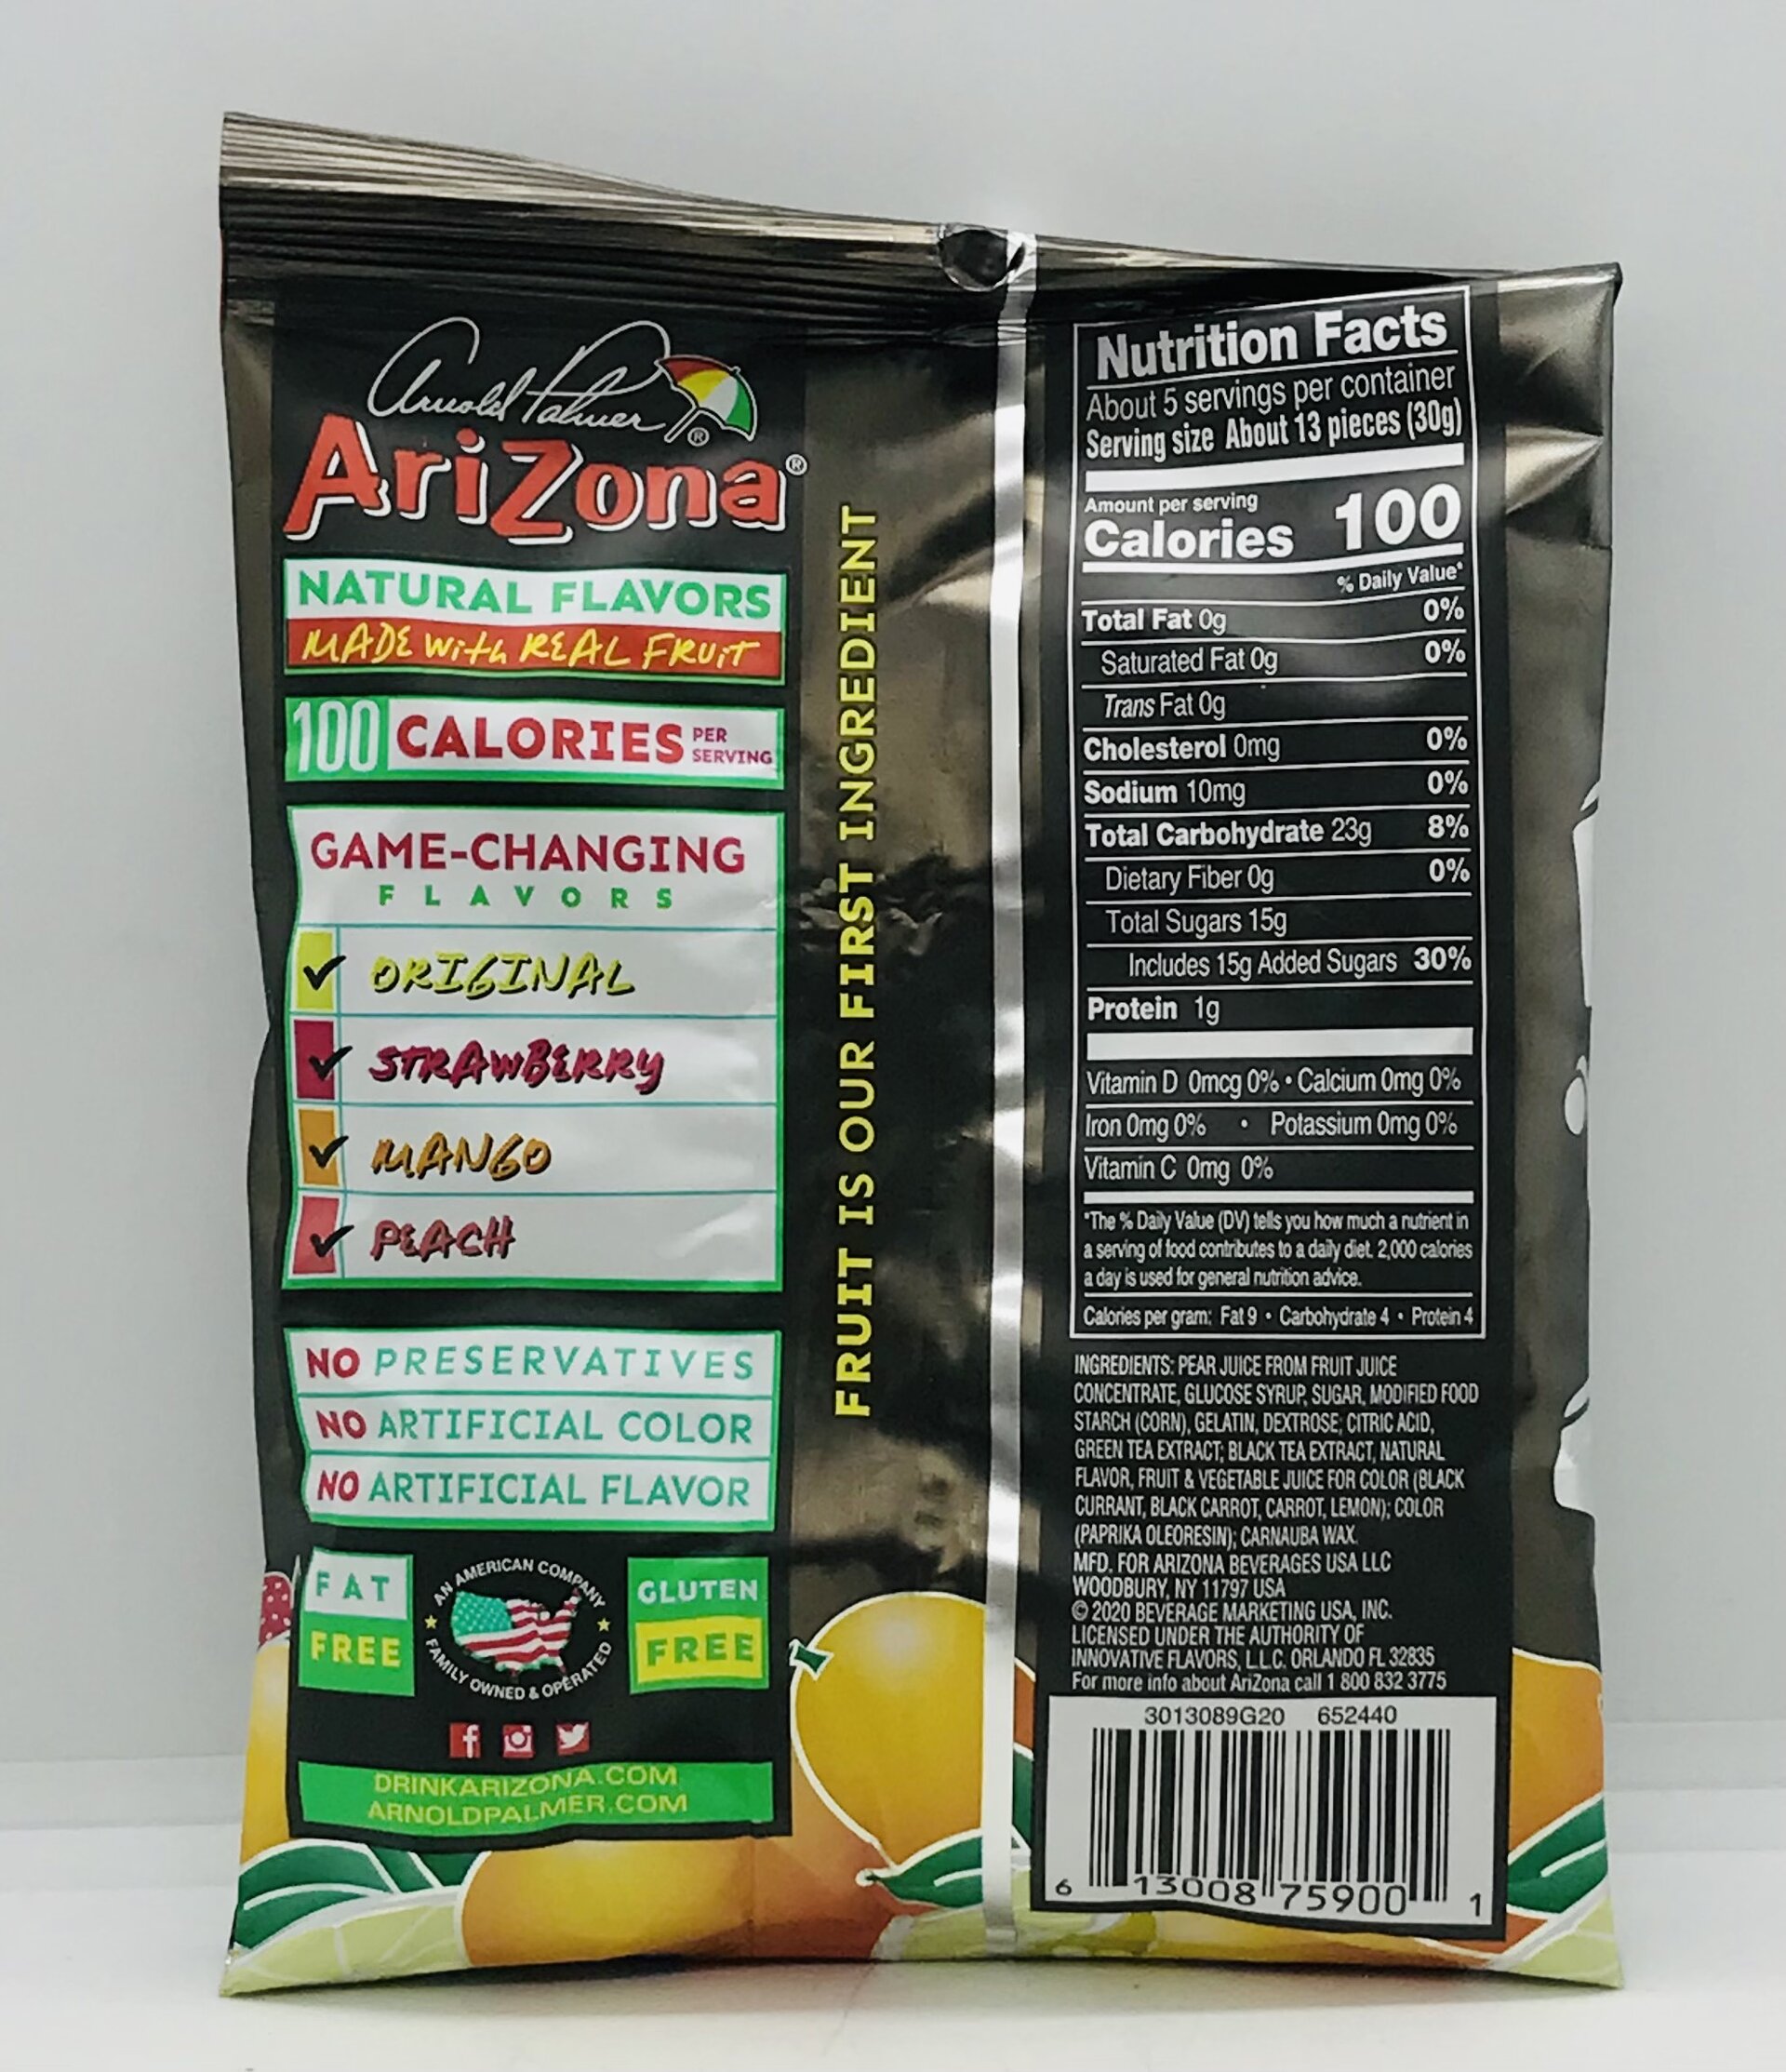 Arnold Palmer®
AriZona®
NATURAL FLAVORS
MADE with REAL FRUIT
100 CALORIES PER SERVING
GAME-CHANGING
FLAVORS
ORIGINAL
STRAWBERRY
MANGO
PEACH
NO PRESERVATIVES
NO ARTIFICIAL COLOR
NO ARTIFICIAL FLAVOR
FAT
FREE
AN AMERICAN COMPANY
FAMILY OWNED & OPERATED
GLUTEN
FREE
DRINKARIZONA.COM
ARNOLDPALMER.COM
FRUIT IS OUR FIRST INGREDIENT
Nutrition Facts
About 5 servings per container
Serving size About 13 pieces (30g)
Amount per serving
Calories 100
% Daily Value*
Total Fat 0g 0%
Saturated Fat 0g 0%
Trans Fat 0g
Cholesterol 0mg 0%
Sodium 10mg 0%
Total Carbohydrate 23g 8%
Dietary Fiber 0g 0%
Total Sugars 15g
Includes 15g Added Sugars 30%
Protein 1g
Vitamin D 0mcg 0% • Calcium 0mg 0%
Iron 0mg 0% • Potassium 0mg 0%
Vitamin C 0mg 0%
*The % Daily Value (DV) tells you how much a nutrient in
a serving of food contributes to a daily diet. 2,000 calories
a day is used for general nutrition advice.
Calories per gram: Fat 9 • Carbohydrate 4 • Protein 4
INGREDIENTS: PEAR JUICE FROM FRUIT JUICE
CONCENTRATE, GLUCOSE SYRUP, SUGAR, MODIFIED FOOD
STARCH (CORN), GELATIN, DEXTROSE; CITRIC ACID,
GREEN TEA EXTRACT; BLACK TEA EXTRACT, NATURAL
FLAVOR, FRUIT & VEGETABLE JUICE FOR COLOR (BLACK
CURRANT, BLACK CARROT, CARROT, LEMON); COLOR
(PAPRIKA OLEORESIN); CARNAUBA WAX.
MFD. FOR ARIZONA BEVERAGES USA LLC
WOODBURY, NY 11797 USA
© 2020 BEVERAGE MARKETING USA, INC.
LICENSED UNDER THE AUTHORITY OF
INNOVATIVE FLAVORS, L.L.C. ORLANDO FL 32835
For more info about AriZona call 1 800 832 3775
3013089G20 652440
6 13008 75900 1